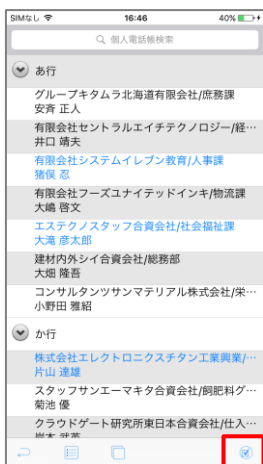 SIMなし 16:46 40%
個人電話帳検索
あ行
グループキタムラ北海道有限会社/庶務課
安斉 正人
有限会社セントラルエイチテクノロジー/経…
井口 靖夫
有限会社システムイレブン教育/人事課
猪俣 忍
有限会社フーズユナイテッドインキ/物流課
大嶋 啓文
エステクノスタッフ合資会社/社会福祉課
大滝 彦太郎
建材内外シイ合資会社/総務部
大畑 隆吾
コンサルタンツサンマテリアル株式会社/栄…
小野田 雅紹
か行
株式会社エレクトロニクスチタン工業興業/…
片山 達雄
スタッフサンエーマキタ合資会社/飼肥料グ…
菊池 優
クラウドゲート研究所東日本合資会社/仕入…